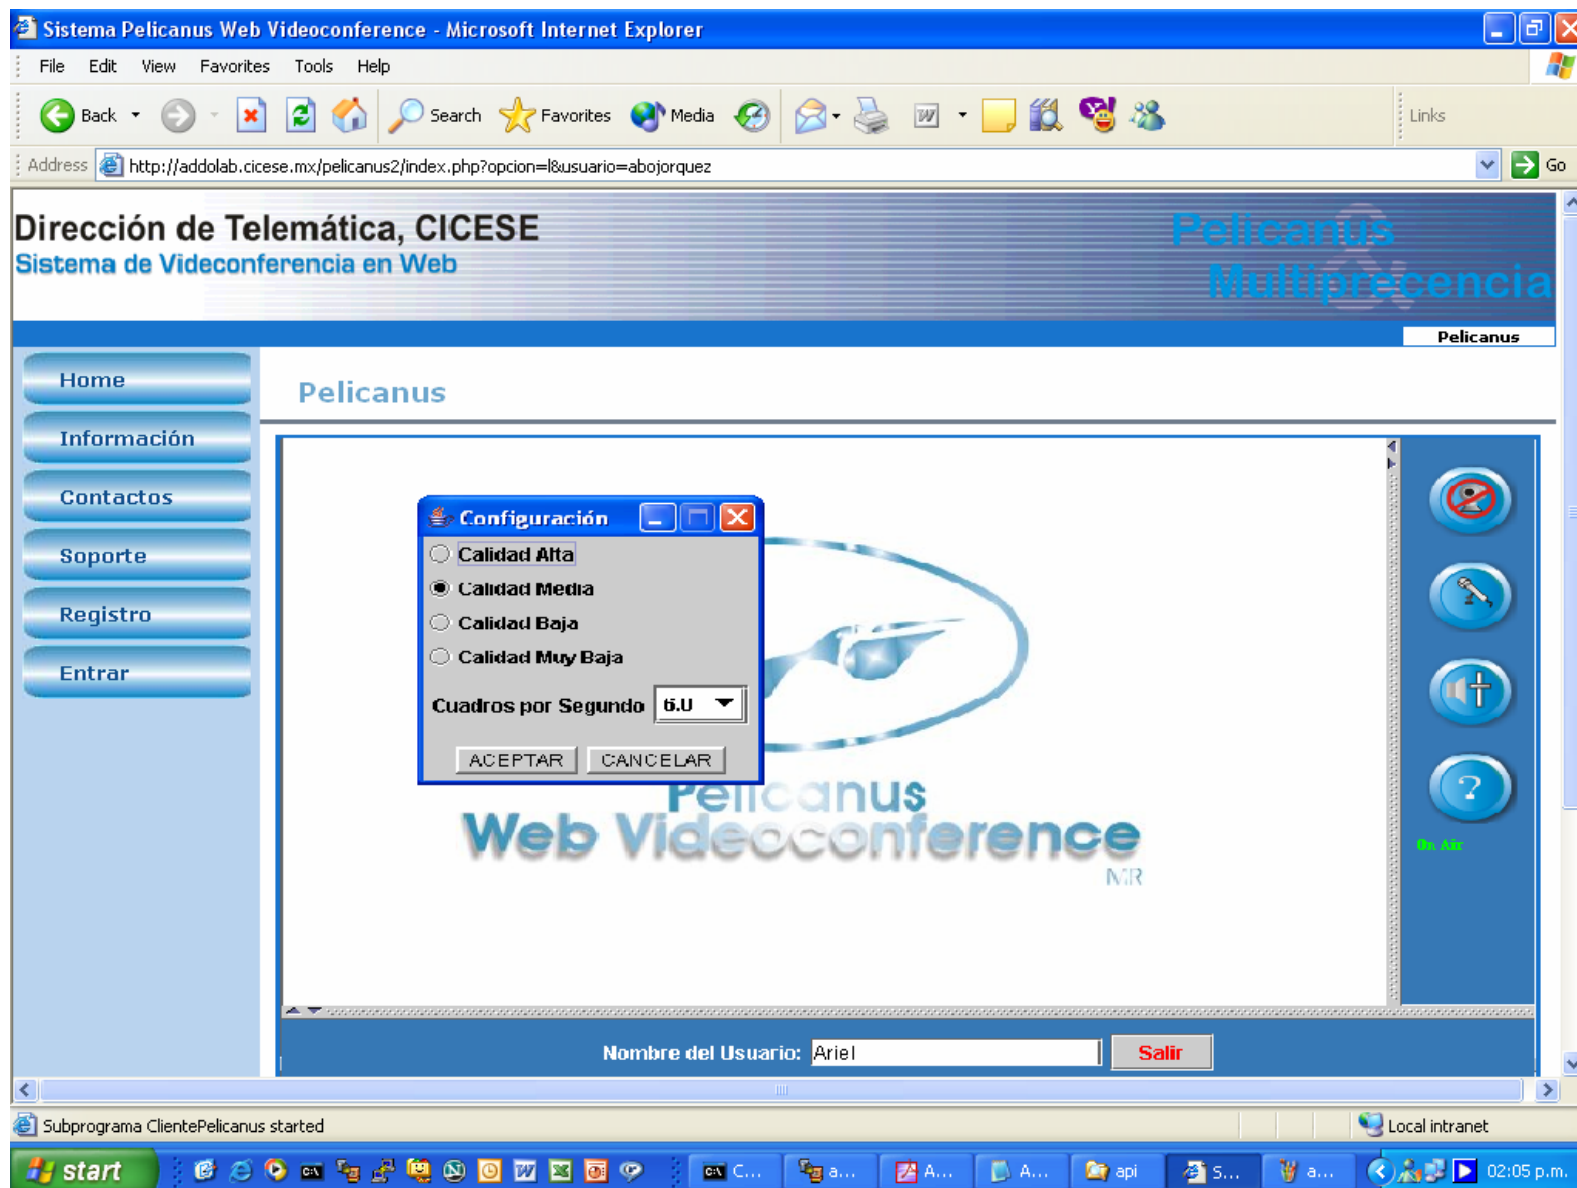 Sistema Pelicanus Web Videoconference - Microsoft Internet Explorer
File Edit View Favorites Tools Help
Back Search Favorites Media Links
Address http://addolab.cicese.mx/pelicanus2/index.php?opcion=l&usuario=abojorquez Go
Dirección de Telemática, CICESE
Sistema de Videconferencia en Web
Pelicanus
&
Multiprecencia
Pelicanus
Home
Información
Contactos
Soporte
Registro
Entrar
Pelicanus
Configuración
Calidad Alta
Calidad Media
Calidad Baja
Calidad Muy Baja
Cuadros por Segundo 6.0
ACEPTAR CANCELAR
Pelicanus
Web Videoconference
MR
On Air
Nombre del Usuario: Ariel Salir
Subprograma ClientePelicanus started Local intranet
start C... a... A... A... api S... a... 02:05 p.m.